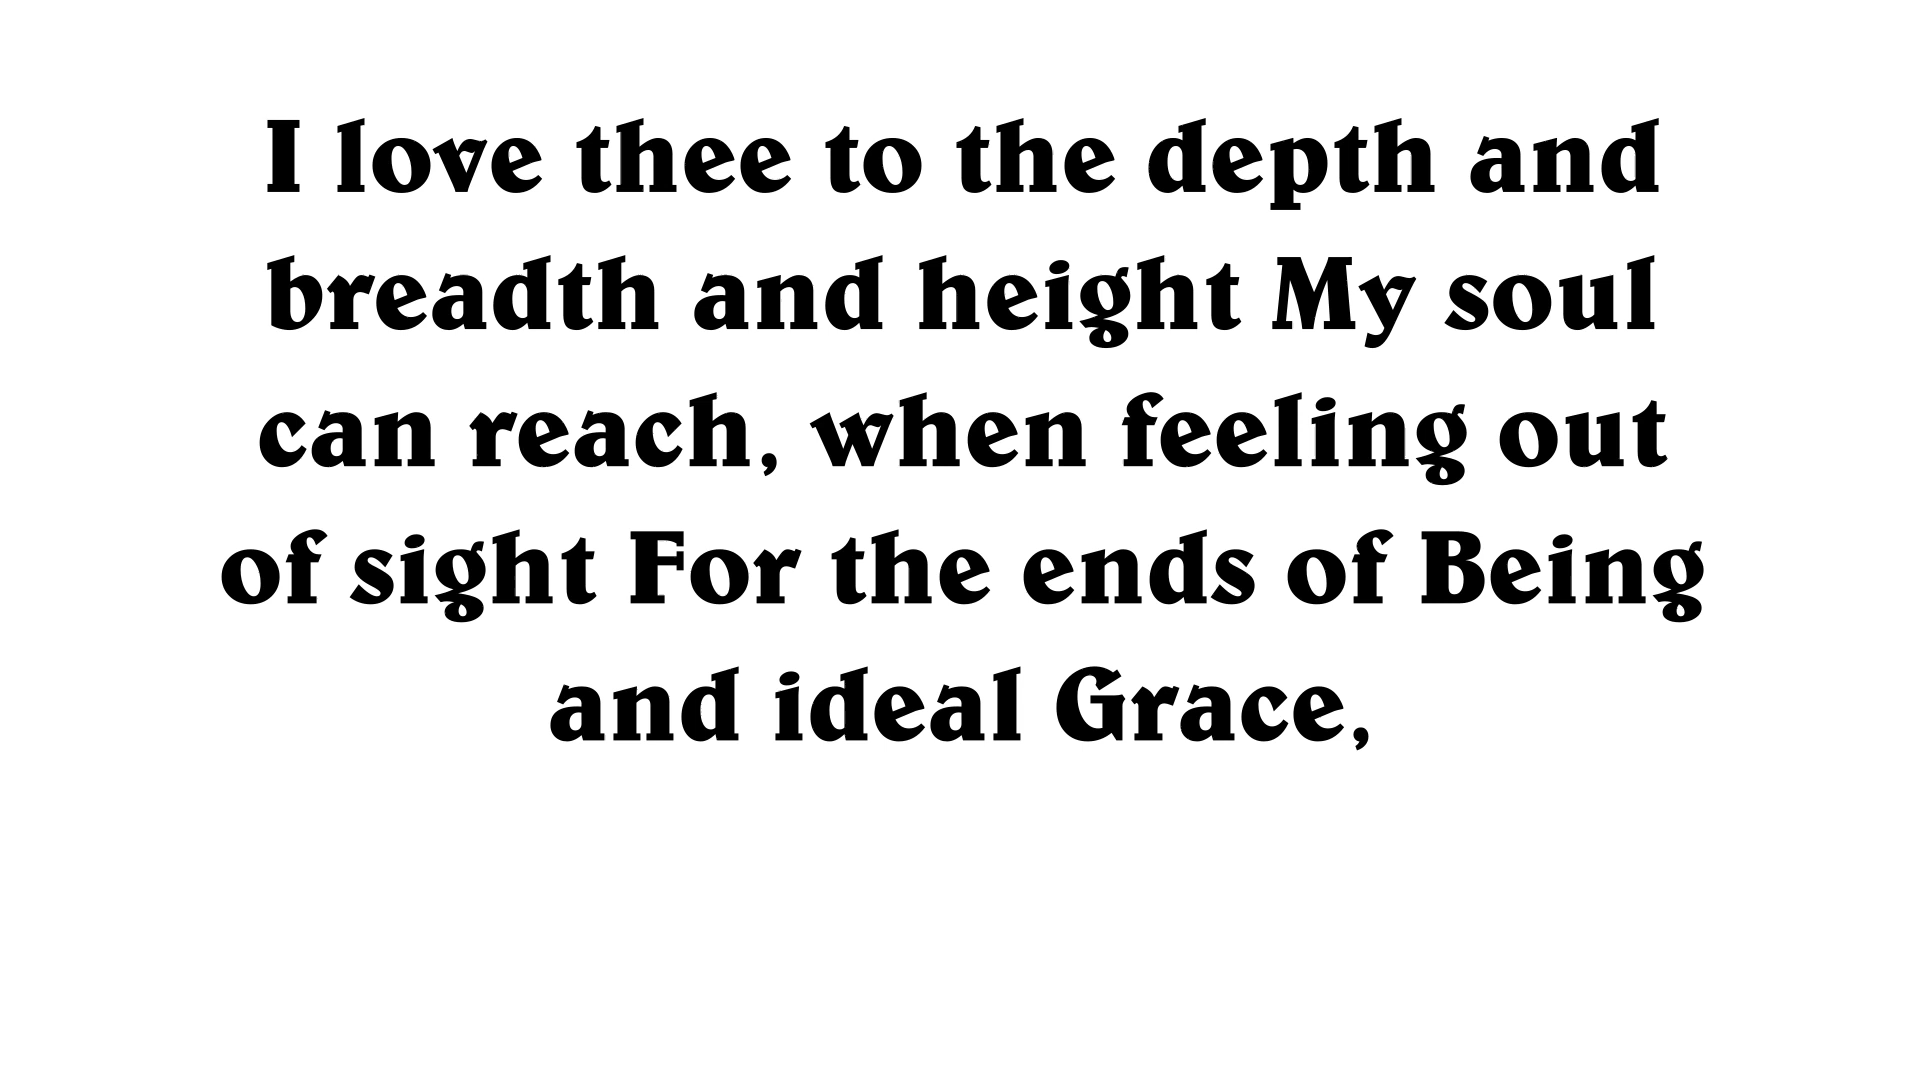 I love thee to the depth and
breadth and height My soul
can reach, when feeling out
of sight For the ends of Being
and ideal Grace,